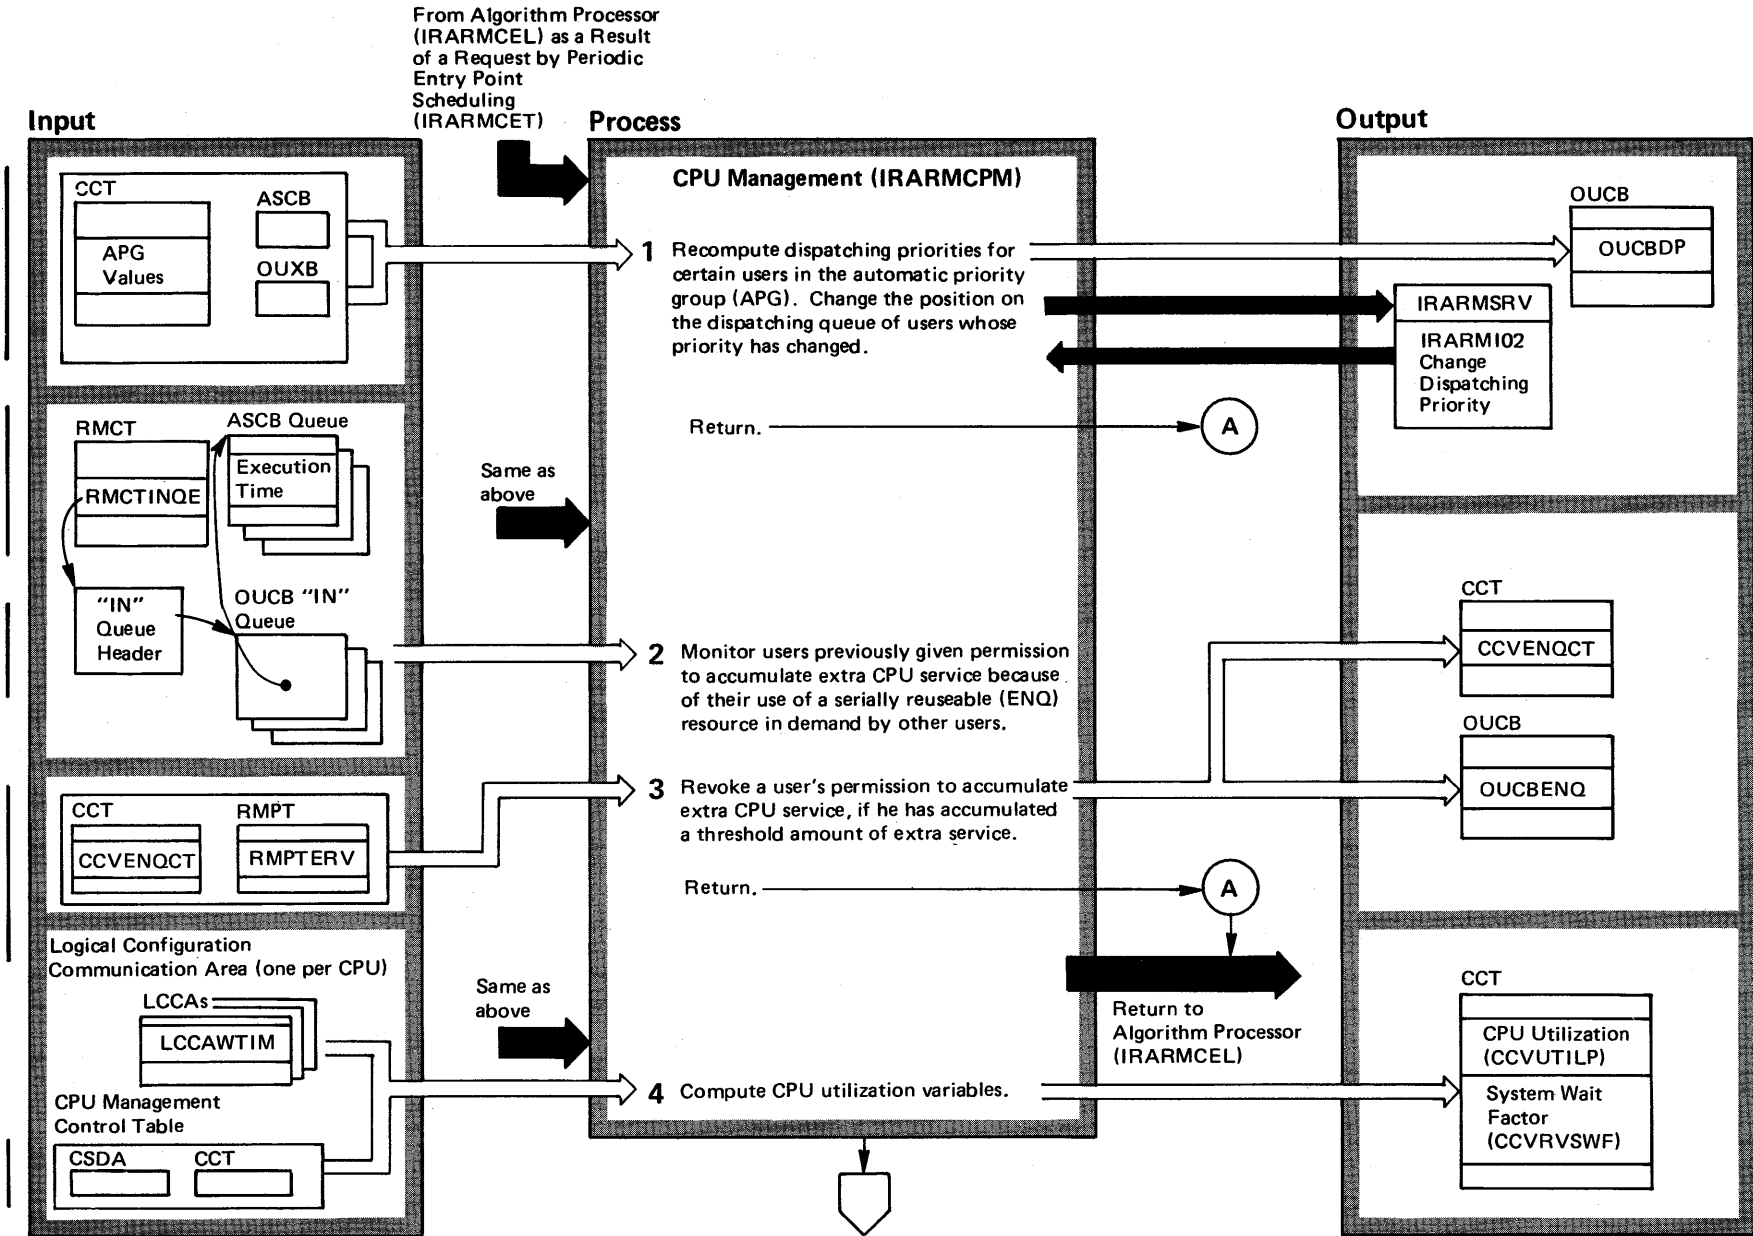 From Algorithm Processor
(IRARMCEL) as a Result
of a Request by Periodic
Entry Point
Scheduling
(IRARMCET)
Input
Process
Output
CCT
APG
Values
ASCB
OUXB
CPU Management (IRARMCPM)
1 Recompute dispatching priorities for
certain users in the automatic priority
group (APG). Change the position on
the dispatching queue of users whose
priority has changed.
Return.
A
OUCB
OUCBDP
IRARMSRV
IRARMI02
Change
Dispatching
Priority
RMCT
RMCTINQE
ASCB Queue
Execution
Time
"IN"
Queue
Header
OUCB "IN"
Queue
Same as
above
2 Monitor users previously given permission
to accumulate extra CPU service because
of their use of a serially reuseable (ENQ)
resource in demand by other users.
CCT
CCVENQCT
OUCB
OUCBENQ
CCT
CCVENQCT
RMPT
RMPTERV
3 Revoke a user's permission to accumulate
extra CPU service, if he has accumulated
a threshold amount of extra service.
Return.
A
Return to
Algorithm Processor
(IRARMCEL)
Logical Configuration
Communication Area (one per CPU)
LCCAs
LCCAWTIM
CPU Management
Control Table
CSDA
CCT
Same as
above
4 Compute CPU utilization variables.
CCT
CPU Utilization
(CCVUTILP)
System Wait
Factor
(CCVRVSWF)